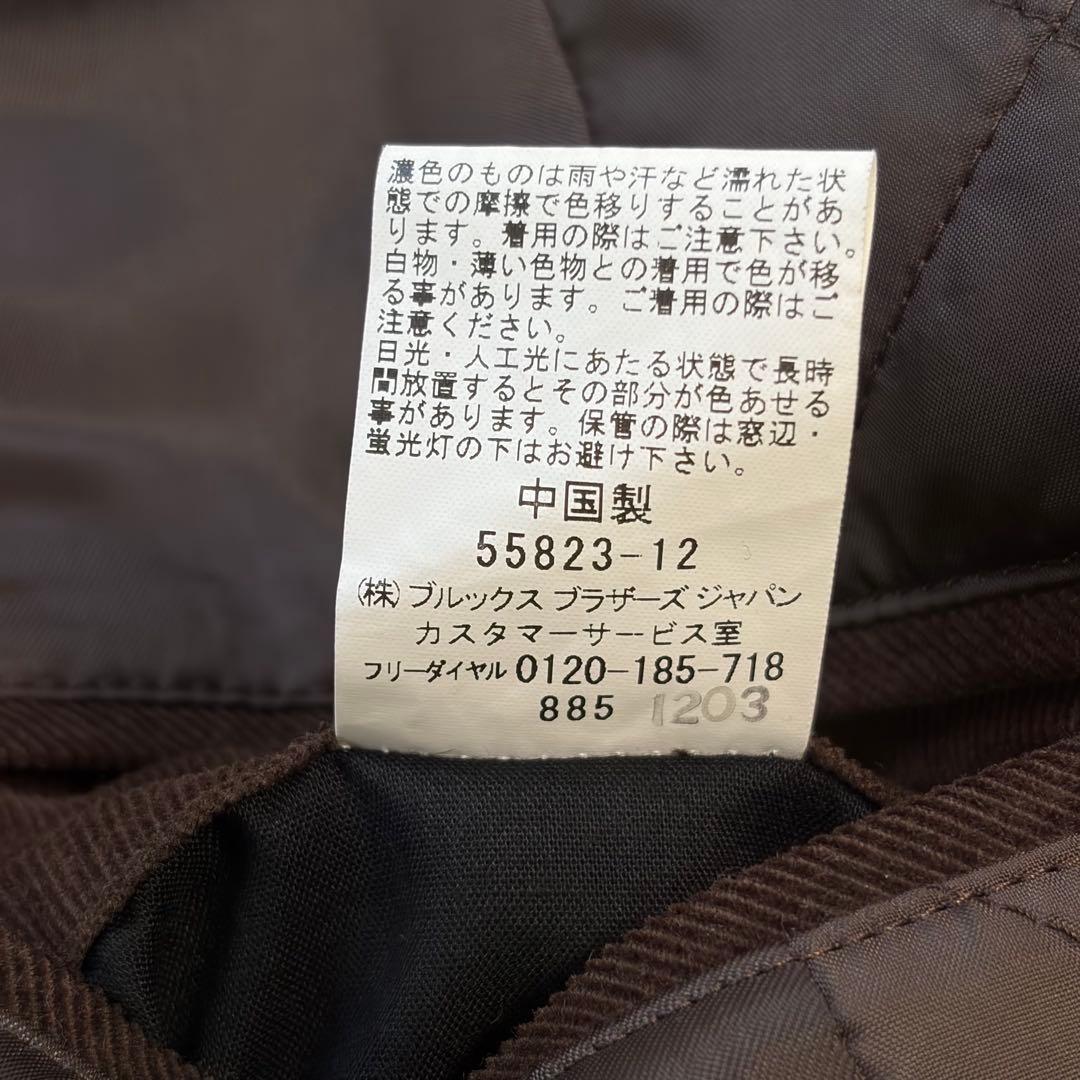 濃色のものは雨や汗など濡れた状
態での摩擦で色移りすることがあ
ります。着用の際はご注意下さい。
白物・薄い色物との着用で色が移
る事があります。ご着用の際はご
注意ください。
日光・人工光にあたる状態で長時
間放置するとその部分が色あせる
事があります。保管の際は窓辺・
蛍光灯の下はお避け下さい。
中国製
55823-12
(株)ブルックス ブラザーズ ジャパン
カスタマーサービス室
フリーダイヤル 0120-185-718
885 1203